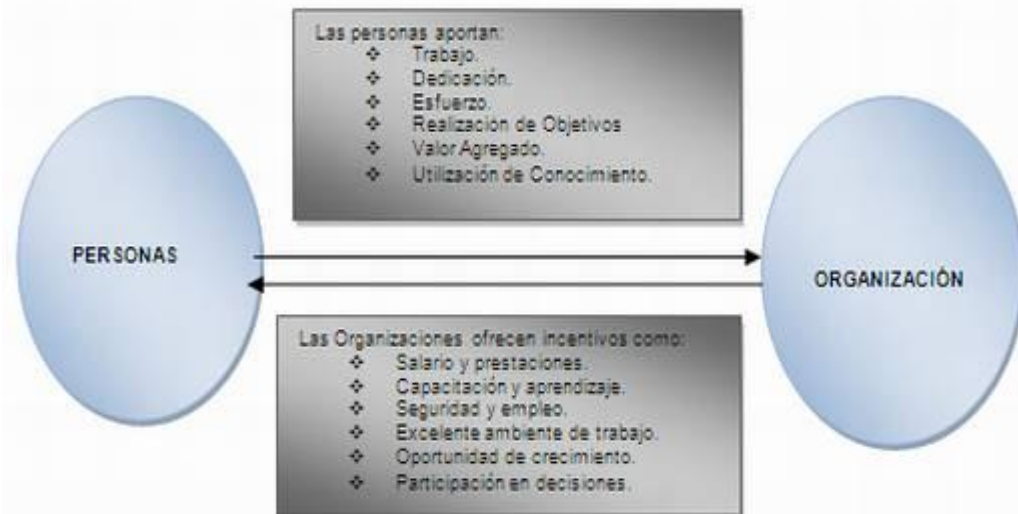 Las personas aportan:
❖ Trabajo.
❖ Dedicación.
❖ Esfuerzo.
❖ Realización de Objetivos
❖ Valor Agregado.
❖ Utilización de Conocimiento.
PERSONAS
ORGANIZACIÓN
Las Organizaciones ofrecen incentivos como:
❖ Salario y prestaciones.
❖ Capacitación y aprendizaje.
❖ Seguridad y empleo.
❖ Excelente ambiente de trabajo.
❖ Oportunidad de crecimiento.
❖ Participación en decisiones.